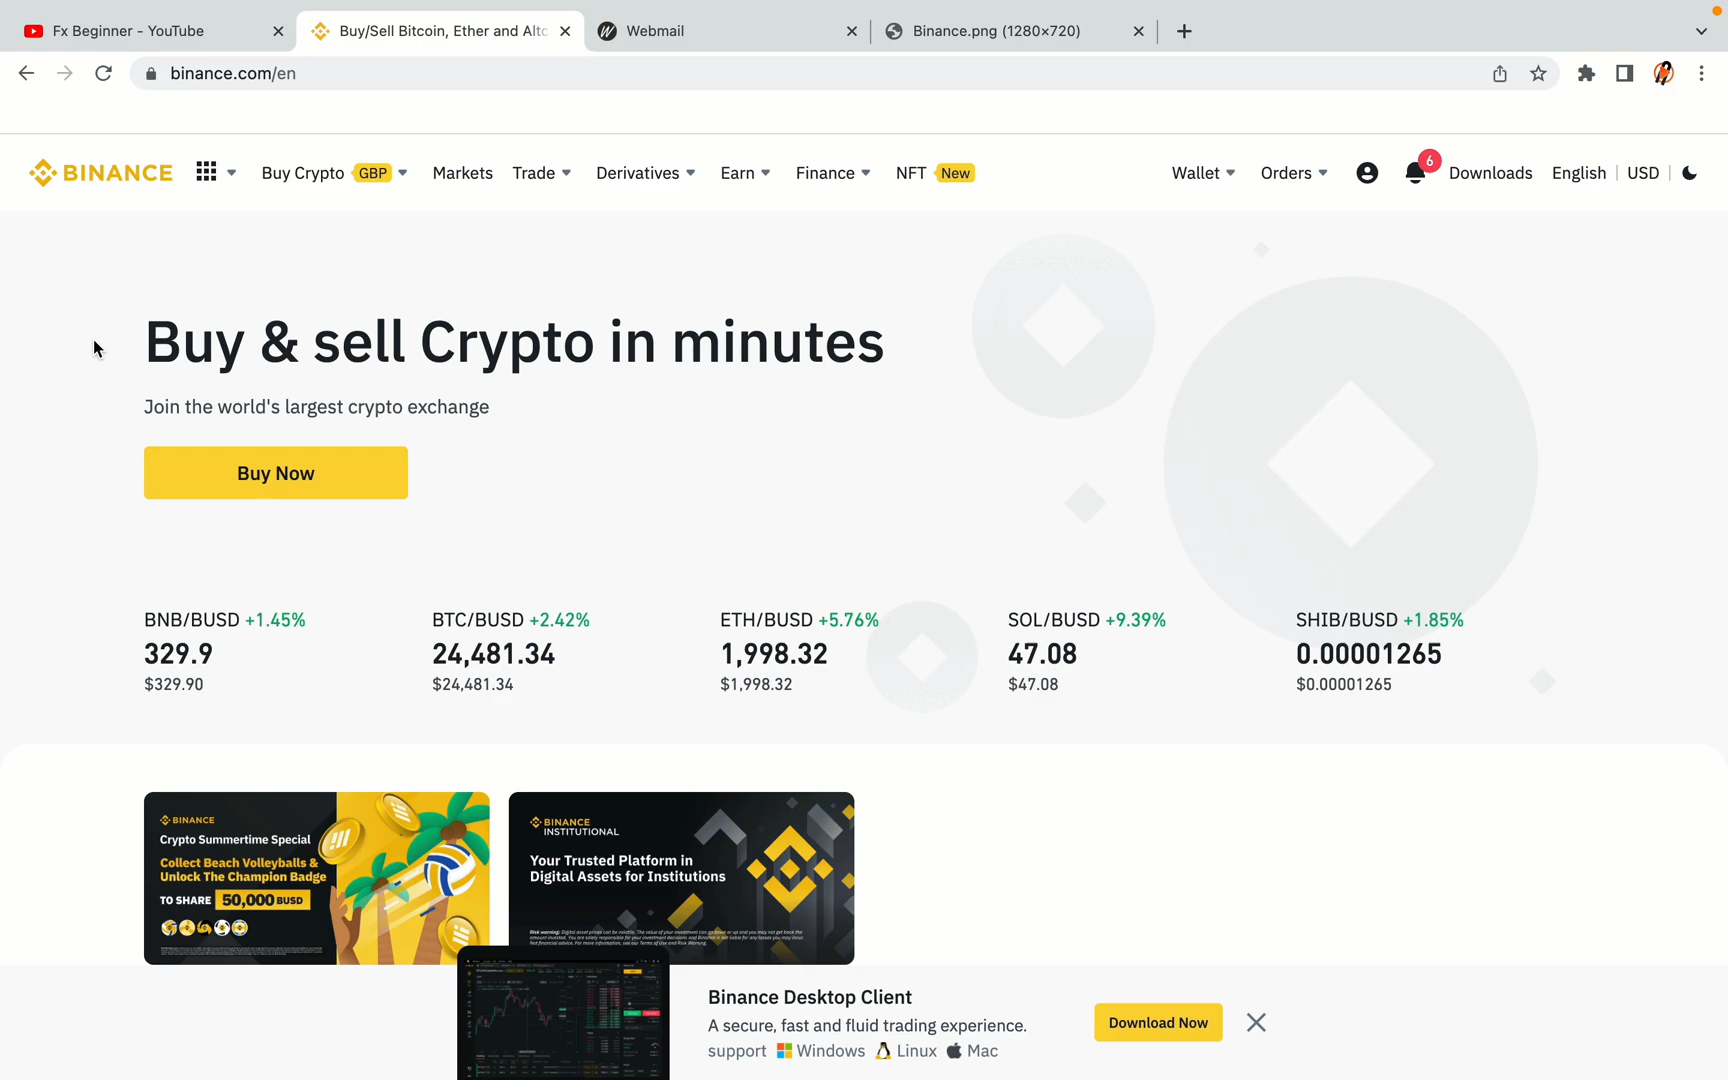 Fx Beginner - YouTube
Buy/Sell Bitcoin, Ether and Altc
Webmail
Binance.png (1280×720)
binance.com/en
BINANCE
Buy Crypto GBP
Markets
Trade
Derivatives
Earn
Finance
NFT New
Wallet
Orders
6
Downloads
English
USD
Buy & sell Crypto in minutes
Join the world's largest crypto exchange
Buy Now
BNB/BUSD +1.45%
329.9
$329.90
BTC/BUSD +2.42%
24,481.34
$24,481.34
ETH/BUSD +5.76%
1,998.32
$1,998.32
SOL/BUSD +9.39%
47.08
$47.08
SHIB/BUSD +1.85%
0.00001265
$0.00001265
BINANCE
Crypto Summertime Special
Collect Beach Volleyballs &
Unlock The Champion Badge
TO SHARE 50,000 BUSD
BINANCE
INSTITUTIONAL
Your Trusted Platform in
Digital Assets for Institutions
Binance Desktop Client
A secure, fast and fluid trading experience.
support Windows Linux Mac
Download Now